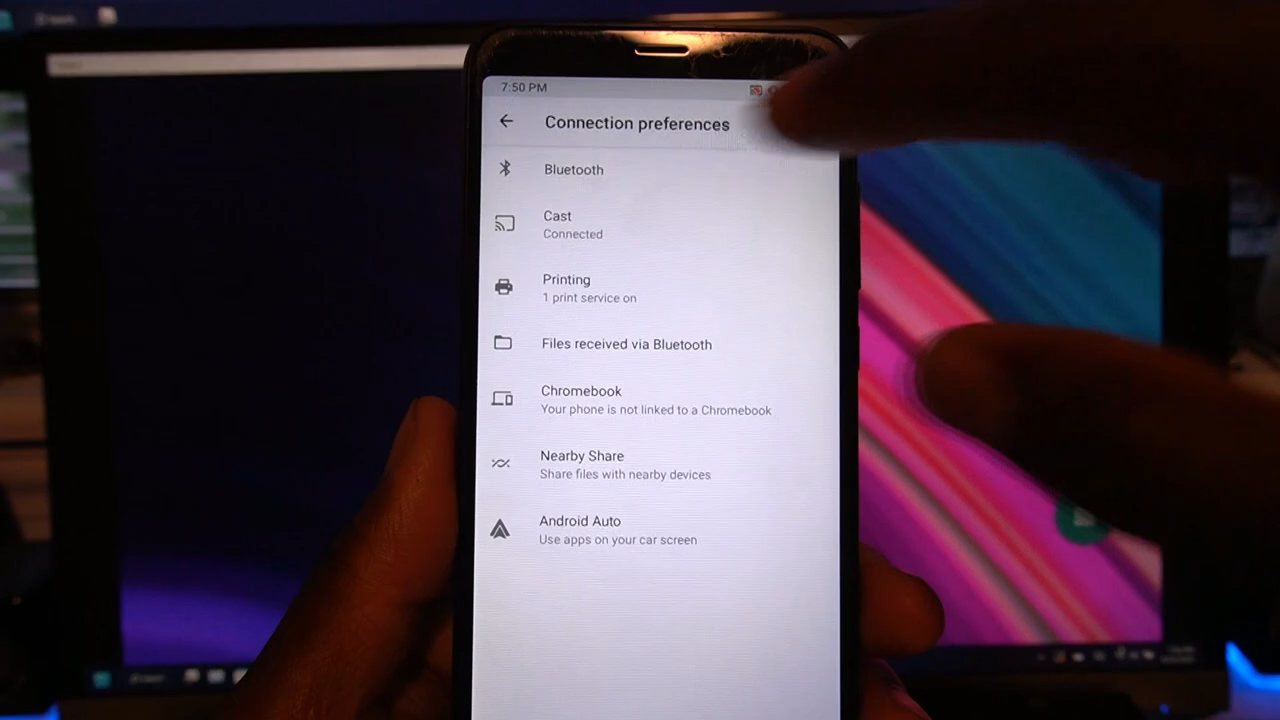 7:50 PM
Connection preferences
Bluetooth
Cast
Connected
Printing
1 print service on
Files received via Bluetooth
Chromebook
Your phone is not linked to a Chromebook
Nearby Share
Share files with nearby devices
Android Auto
Use apps on your car screen